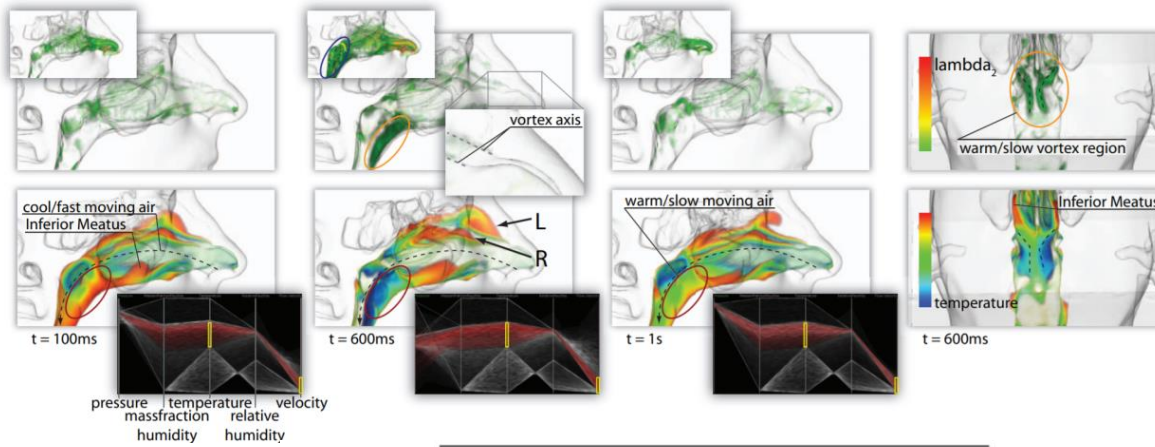 lambda2
vortex axis
warm/slow vortex region
cool/fast moving air
Inferior Meatus
L
R
warm/slow moving air
Inferior Meatus
temperature
t = 100ms
t = 600ms
t = 1s
t = 600ms
pressure temperature velocity
massfraction relative
humidity humidity